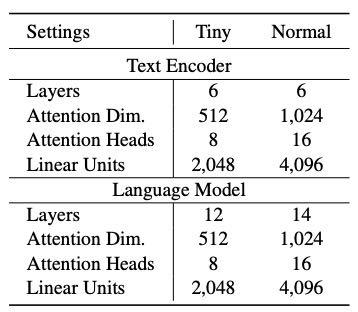 Settings Tiny Normal
Text Encoder
Layers 6 6
Attention Dim. 512 1,024
Attention Heads 8 16
Linear Units 2,048 4,096
Language Model
Layers 12 14
Attention Dim. 512 1,024
Attention Heads 8 16
Linear Units 2,048 4,096